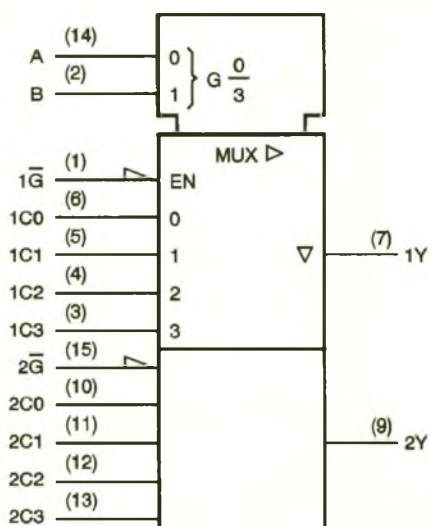 A (14) 0
B (2) 1
G 0/3
MUX ▷
1G̅ (1) EN
1C0 (6) 0
1C1 (5) 1 ▽ (7) 1Y
1C2 (4) 2
1C3 (3) 3
2G̅ (15)
2C0 (10)
2C1 (11) (9) 2Y
2C2 (12)
2C3 (13)